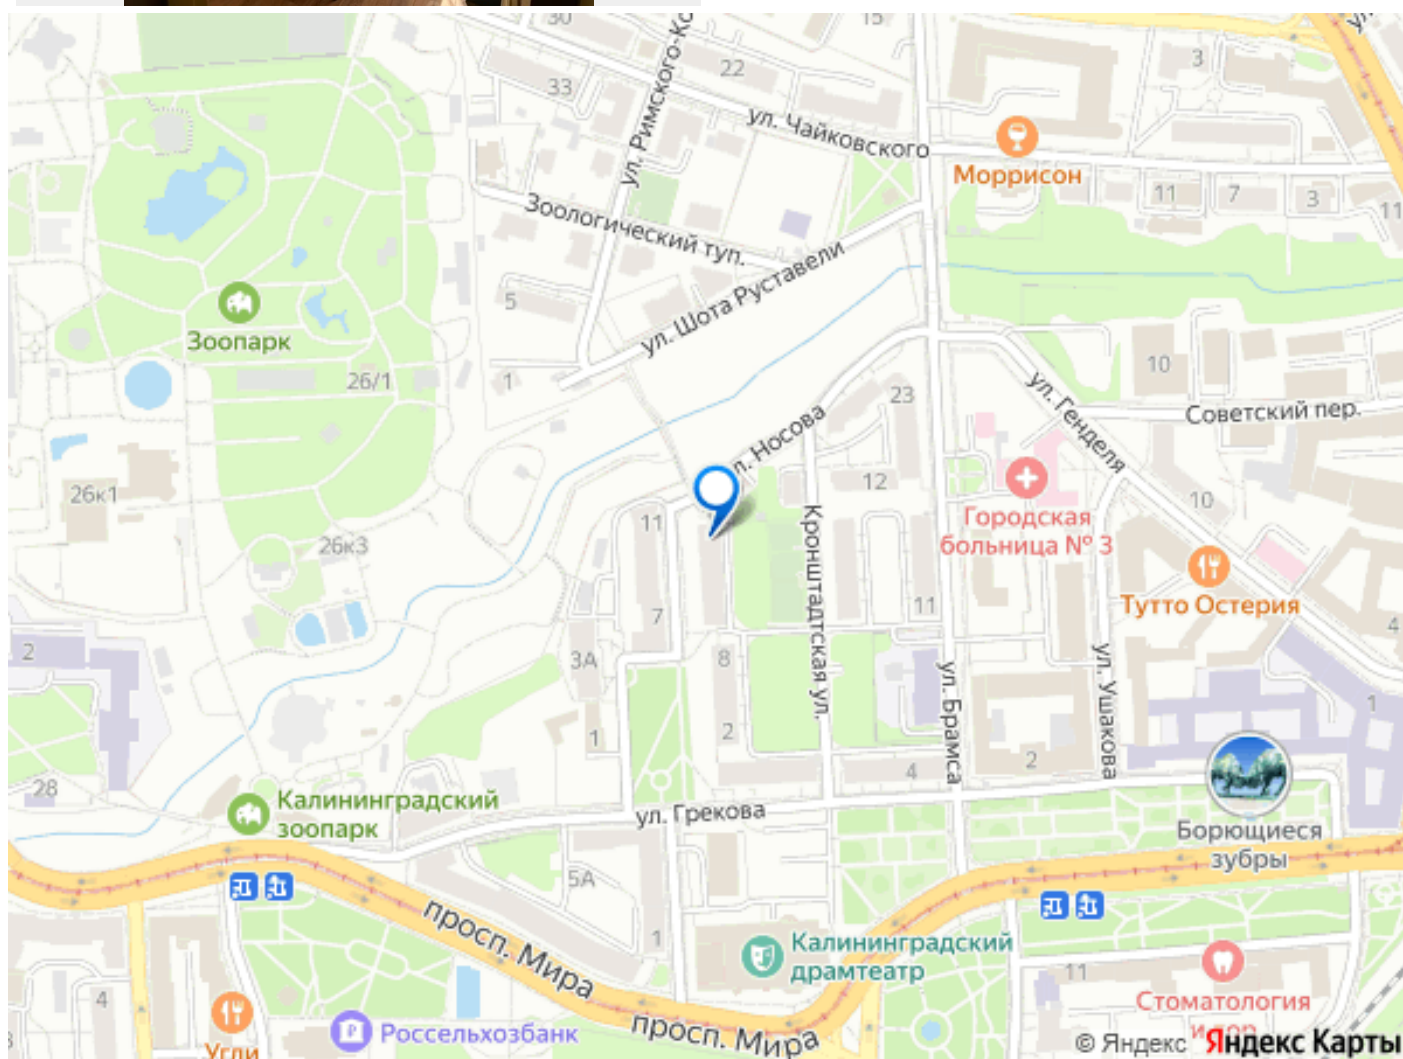 30
15
22
3
33
ул. Римского-Ко
ул. Чайковского
Моррисон
11
7
3
11
Зоологический туп.
5
ул. Шота Руставели
Зоопарк
26/1
1
10
ул. Генделя
23
Советский пер.
ул. Носова
26к1
12
10
11
Кронштадтская ул.
Городская
больница № 3
26к3
Тутто Остерия
11
7
4
2
3А
8
ул. Брамса
ул. Ушакова
1
2
1
4
2
28
Калининградский
зоопарк
ул. Грекова
Борющиеся
зубры
5А
просп. Мира
1
Калининградский
драмтеатр
11
Стоматология
4
Россельхозбанк
просп. Мира
Угли
© Яндекс Яндекс Карты